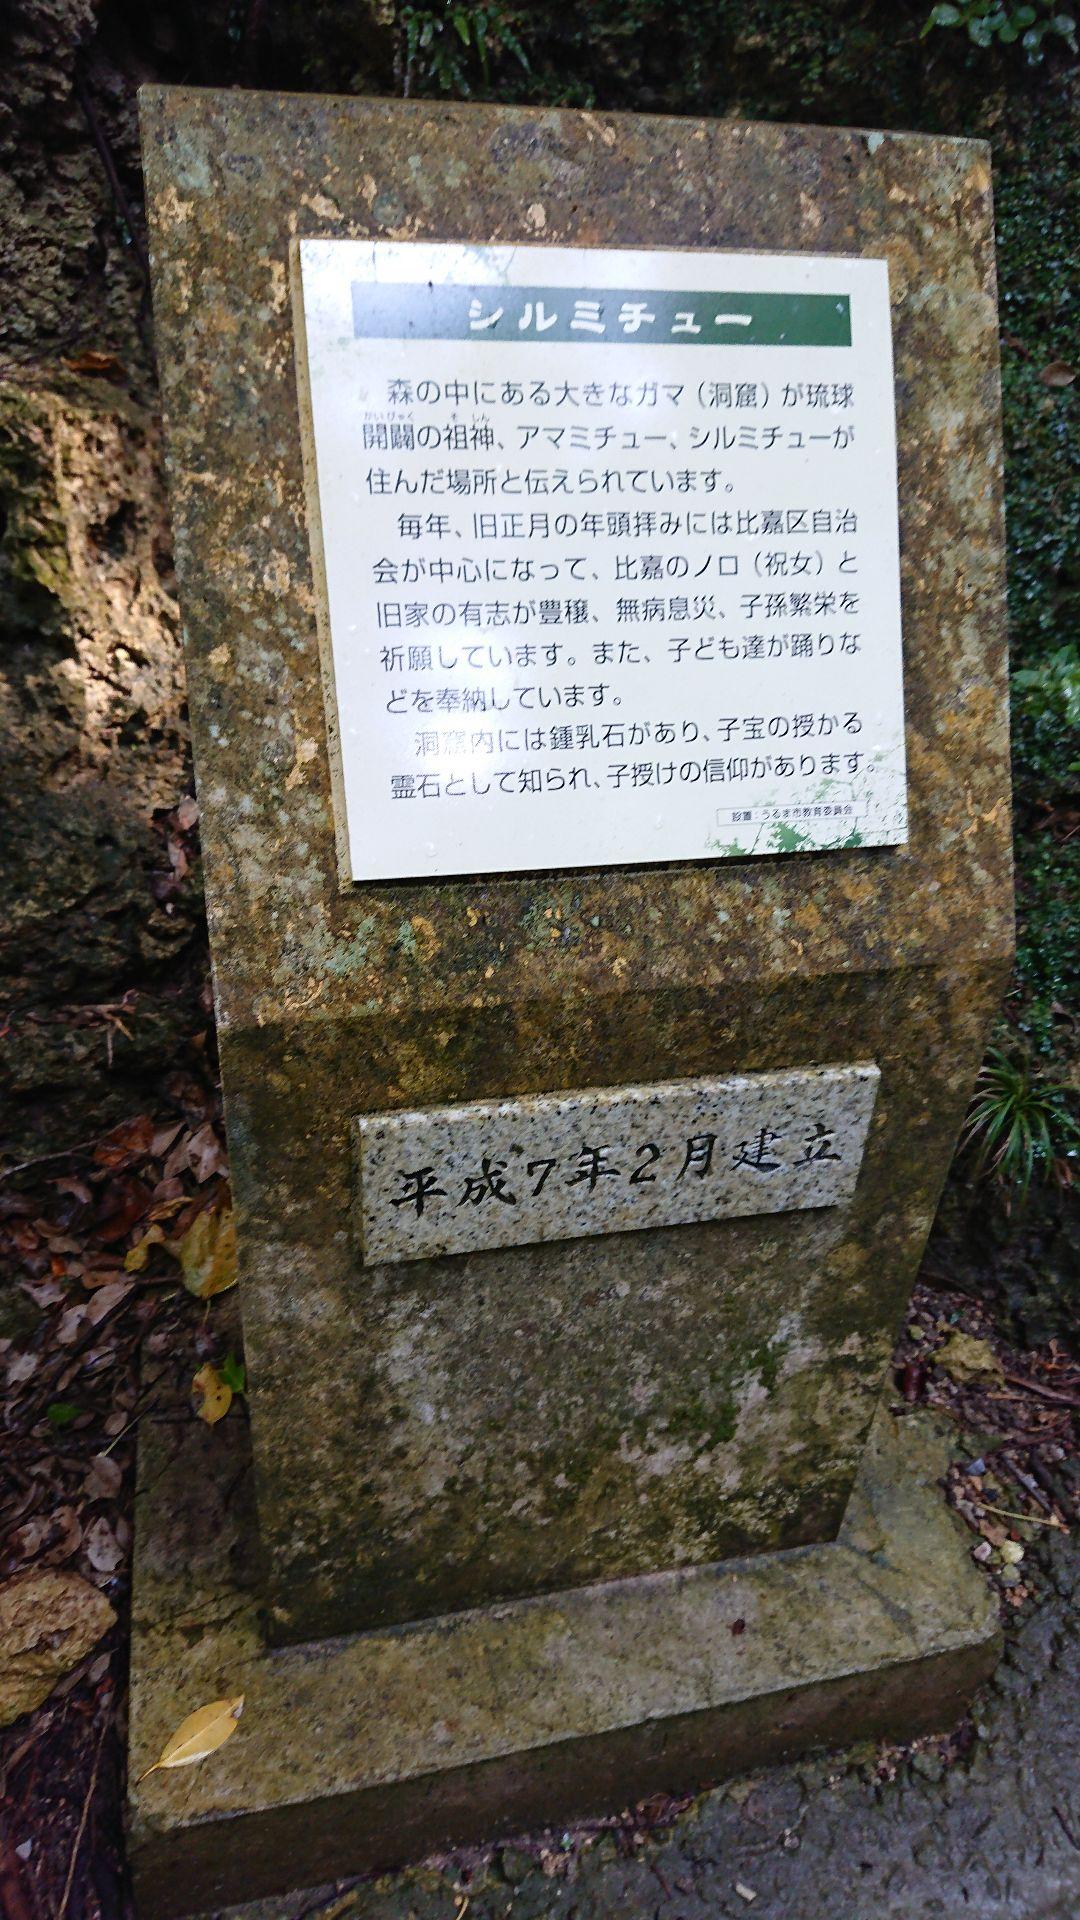 シルミチュー
森の中にある大きなガマ（洞窟）が琉球
開闢の祖神、アマミチュー、シルミチューが
住んだ場所と伝えられています。
毎年、旧正月の年頭拝みには比嘉区自治
会が中心になって、比嘉のノロ（祝女）と
旧家の有志が豊穣、無病息災、子孫繁栄を
祈願しています。また、子ども達が踊りな
どを奉納しています。
洞窟内には鍾乳石があり、子宝の授かる
霊石として知られ、子授けの信仰があります。
設置：うるま市教育委員会
平成7年2月建立